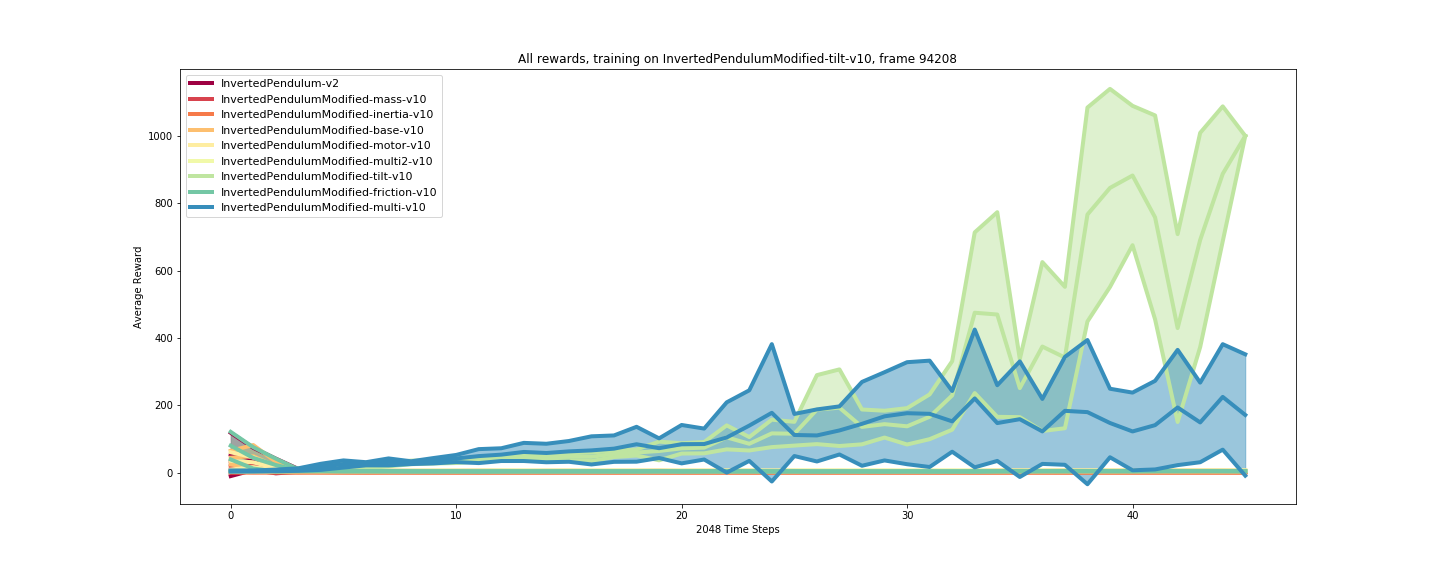 All rewards, training on InvertedPendulumModified-tilt-v10, frame 94208
InvertedPendulum-v2
InvertedPendulumModified-mass-v10
InvertedPendulumModified-inertia-v10
InvertedPendulumModified-base-v10
InvertedPendulumModified-motor-v10
InvertedPendulumModified-multi2-v10
InvertedPendulumModified-tilt-v10
InvertedPendulumModified-friction-v10
InvertedPendulumModified-multi-v10
Average Reward
1000
800
600
400
200
0
0 10 20 30 40
2048 Time Steps